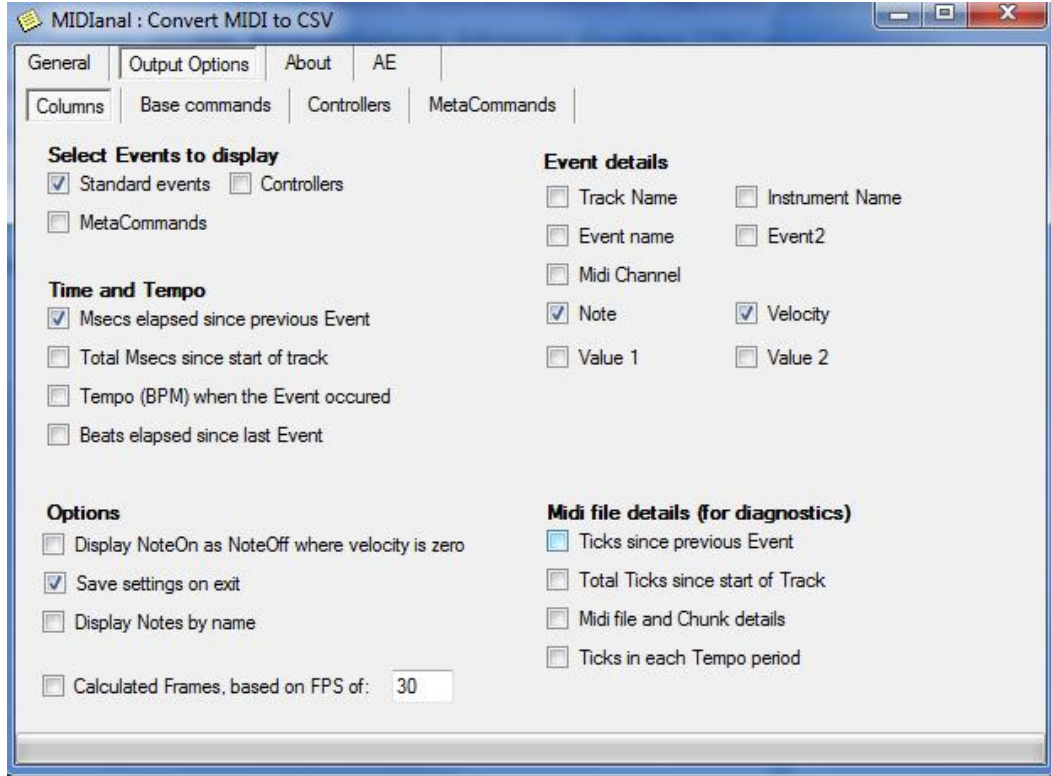 MIDIanal : Convert MIDI to CSV
General Output Options About AE
Columns Base commands Controllers MetaCommands
Select Events to display
Standard events Controllers
MetaCommands
Time and Tempo
Msecs elapsed since previous Event
Total Msecs since start of track
Tempo (BPM) when the Event occured
Beats elapsed since last Event
Event details
Track Name Instrument Name
Event name Event2
Midi Channel
Note Velocity
Value 1 Value 2
Options
Display NoteOn as NoteOff where velocity is zero
Save settings on exit
Display Notes by name
Calculated Frames, based on FPS of: 30
Midi file details (for diagnostics)
Ticks since previous Event
Total Ticks since start of Track
Midi file and Chunk details
Ticks in each Tempo period